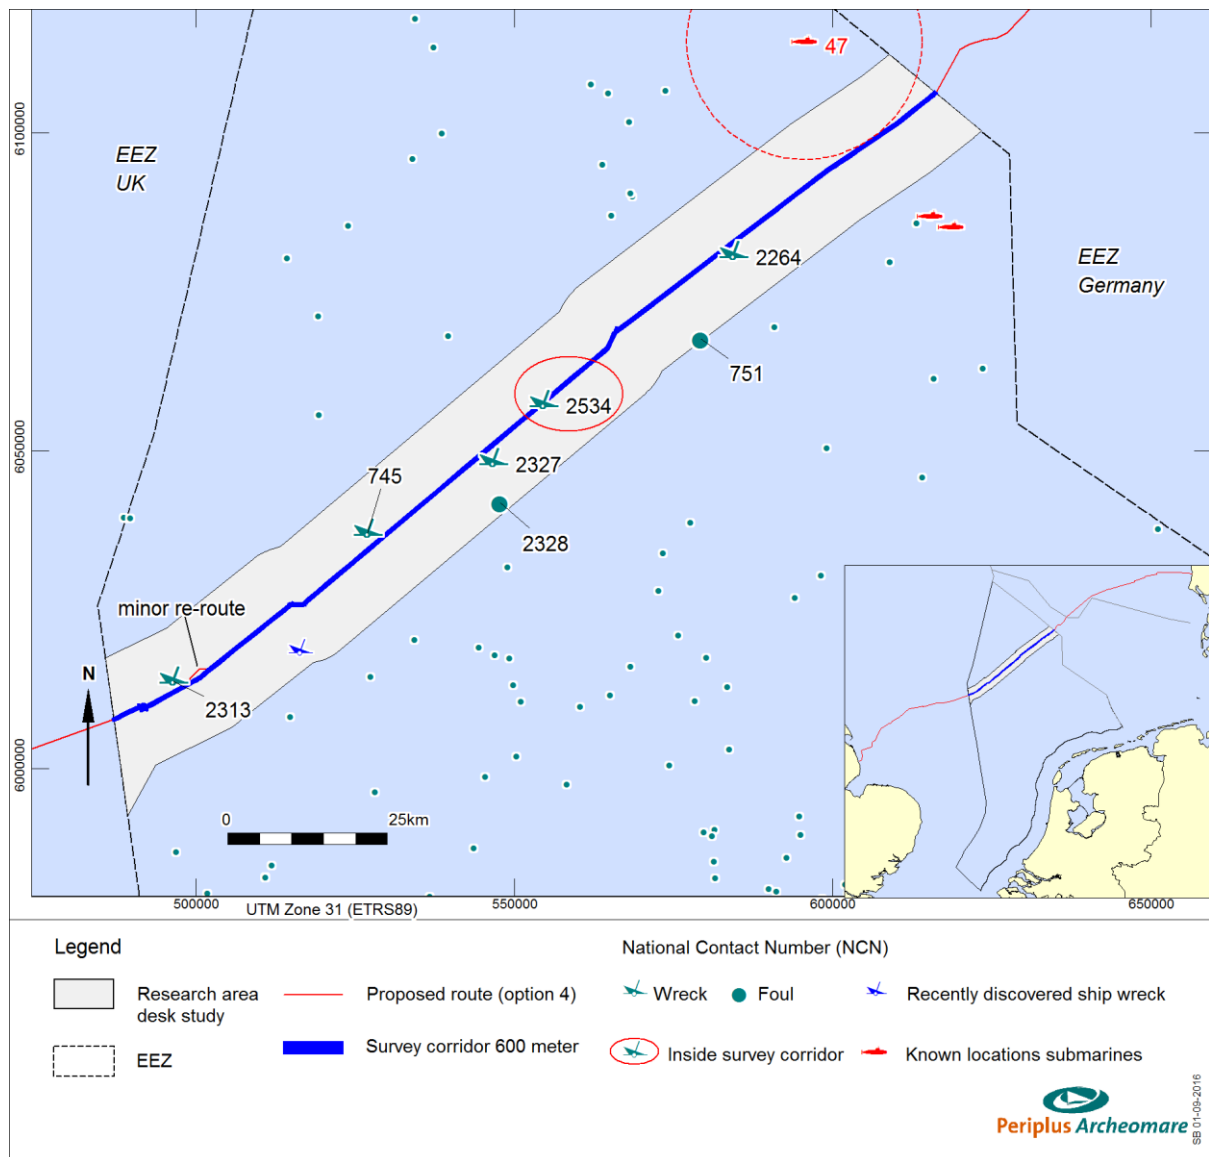 47
6100000
EEZ
UK
2264
EEZ
Germany
751
2534
6050000
2327
745
2328
minor re-route
N
2313
6000000
0
25km
500000
UTM Zone 31 (ETRS89)
550000
600000
650000
Legend
National Contact Number (NCN)
Research area
desk study
Proposed route (option 4)
Wreck
Foul
Recently discovered ship wreck
EEZ
Survey corridor 600 meter
Inside survey corridor
Known locations submarines
Periplus Archeomare
SB 01-09-2016